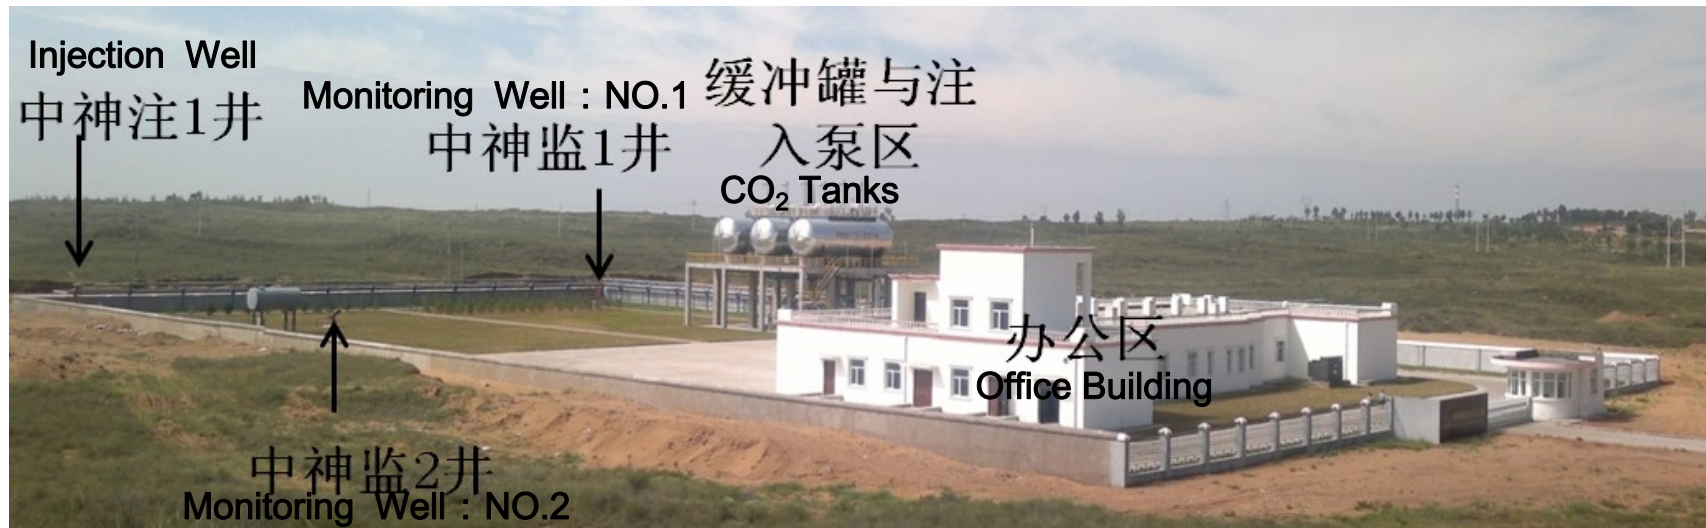 Injection Well
中神注1井
Monitoring Well：NO.1
中神监1井
缓冲罐与注
入泵区
CO₂ Tanks
办公区
Office Building
中神监2井
Monitoring Well：NO.2